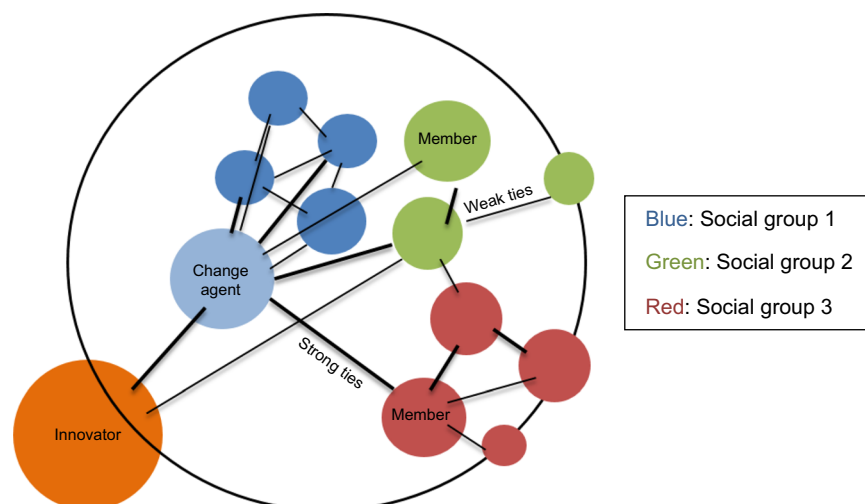 Member
Weak ties
Change
agent
Strong ties
Member
Innovator
Blue: Social group 1
Green: Social group 2
Red: Social group 3